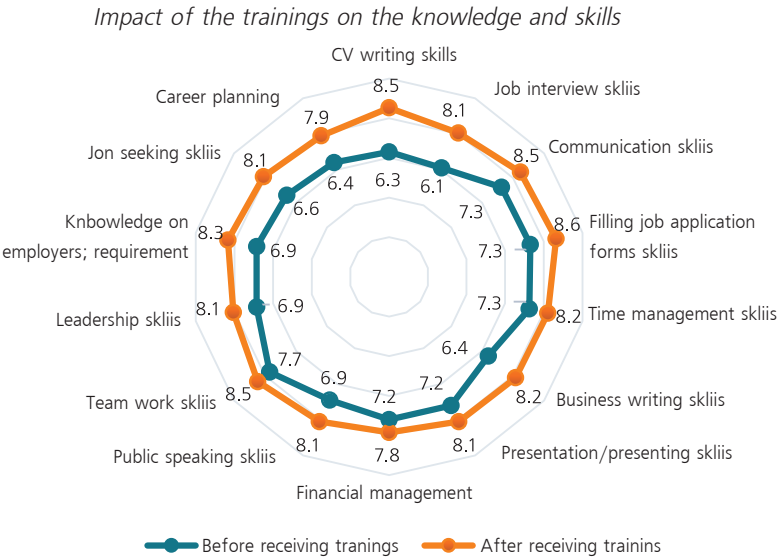 Impact of the trainings on the knowledge and skills
CV writing skills
8.5
Job interview skliis
Career planning
7.9
8.1
Communication skliis
Jon seeking skliis
8.1
8.5
6.4
6.3
6.1
6.6
7.3
Knbowledge on
employers; requirement
8.3
6.9
7.3
8.6
Filling job application
forms skliis
Leadership skliis
8.1
6.9
7.3
8.2
Time management skliis
7.7
6.4
6.9
7.2
7.2
Team work skliis
8.5
8.2
Business writing skliis
Public speaking skliis
8.1
7.8
8.1
Presentation/presenting skliis
Financial management
Before receiving tranings
After receiving trainins